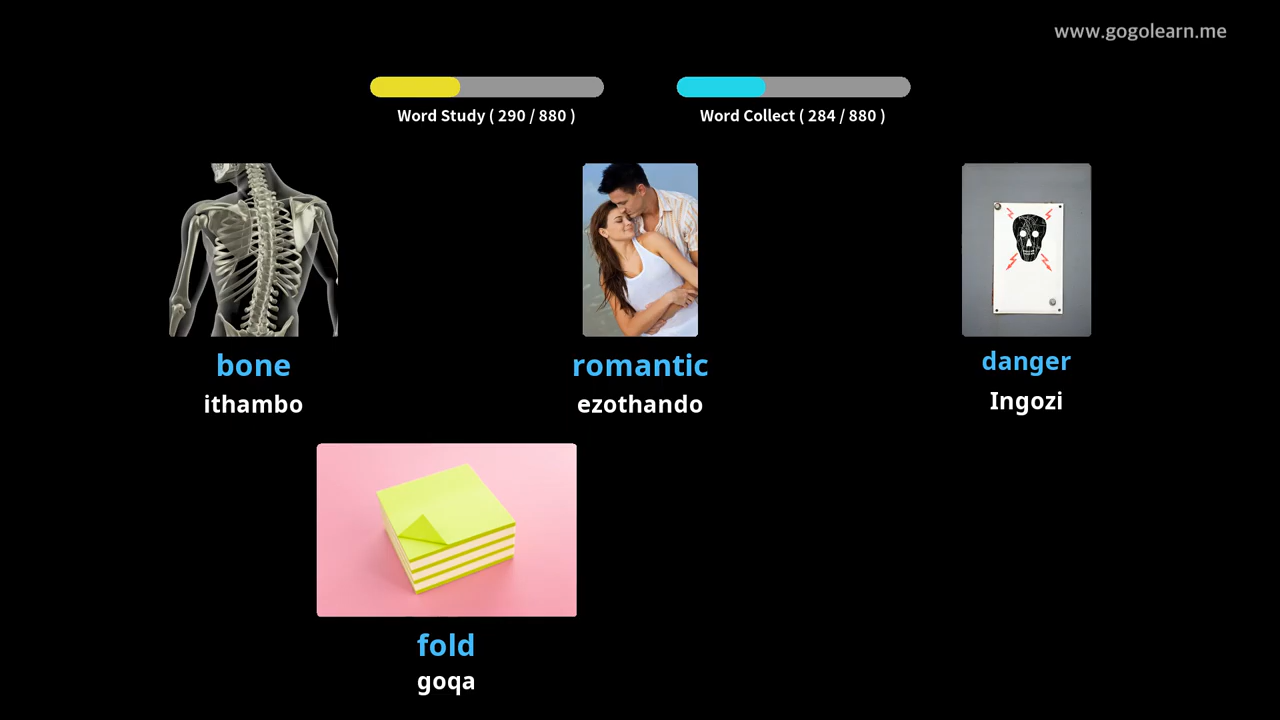 www.gogolearn.me
Word Study ( 290 / 880 )
Word Collect ( 284 / 880 )
bone
ithambo
romantic
ezothando
danger
Ingozi
fold
goqa